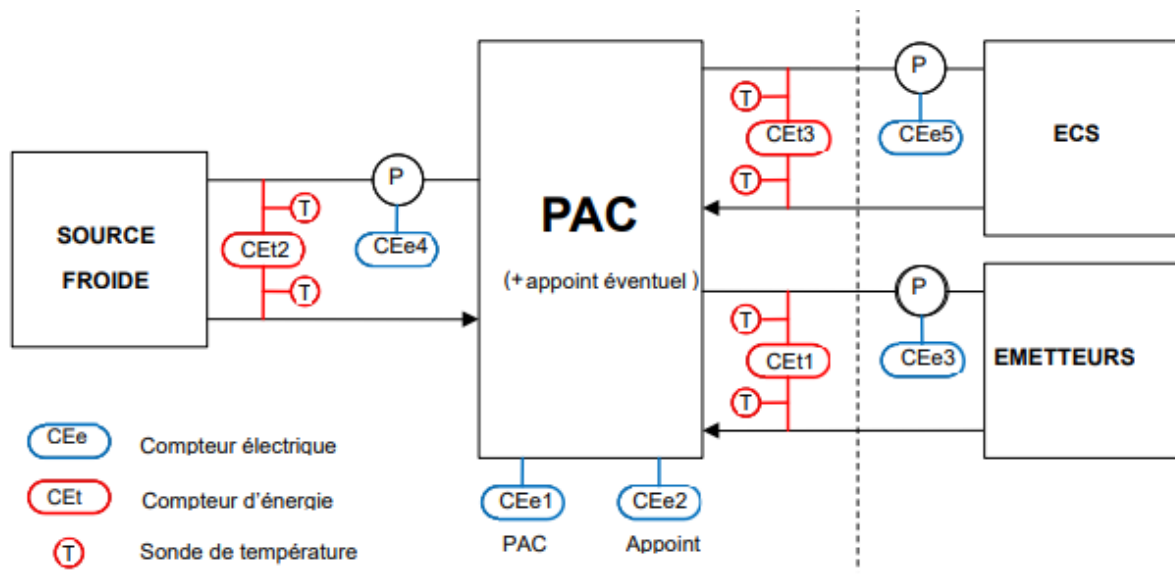 P
P
T
CEt3
CEe5
ECS
T
P
T
PAC
SOURCE
FROIDE
CEt2
CEe4
(+appoint éventuel )
T
P
T
CEt1
CEe3
EMETTEURS
T
CEe
Compteur électrique
CEt
Compteur d'énergie
CEe1
CEe2
T
Sonde de température
PAC
Appoint